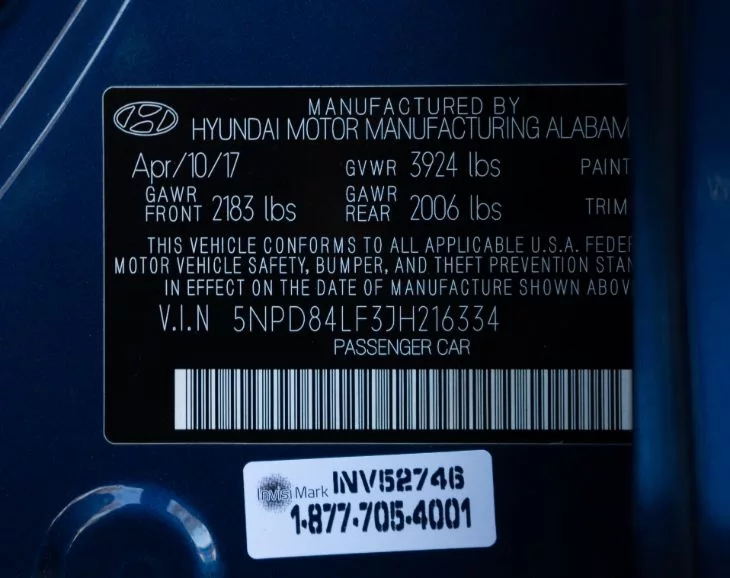 MANUFACTURED BY
HYUNDAI MOTOR MANUFACTURING ALABAM
Apr/10/17 GVWR 3924 lbs PAINT
GAWR FRONT 2183 lbs GAWR REAR 2006 lbs TRIM
THIS VEHICLE CONFORMS TO ALL APPLICABLE U.S.A. FEDER
MOTOR VEHICLE SAFETY, BUMPER, AND THEFT PREVENTION STAN
IN EFFECT ON THE DATE OF MANUFACTURE SHOWN ABOV
V.I.N 5NPD84LF3JH216334
PASSENGER CAR
invis Mark INV52746
1-877-705-4001